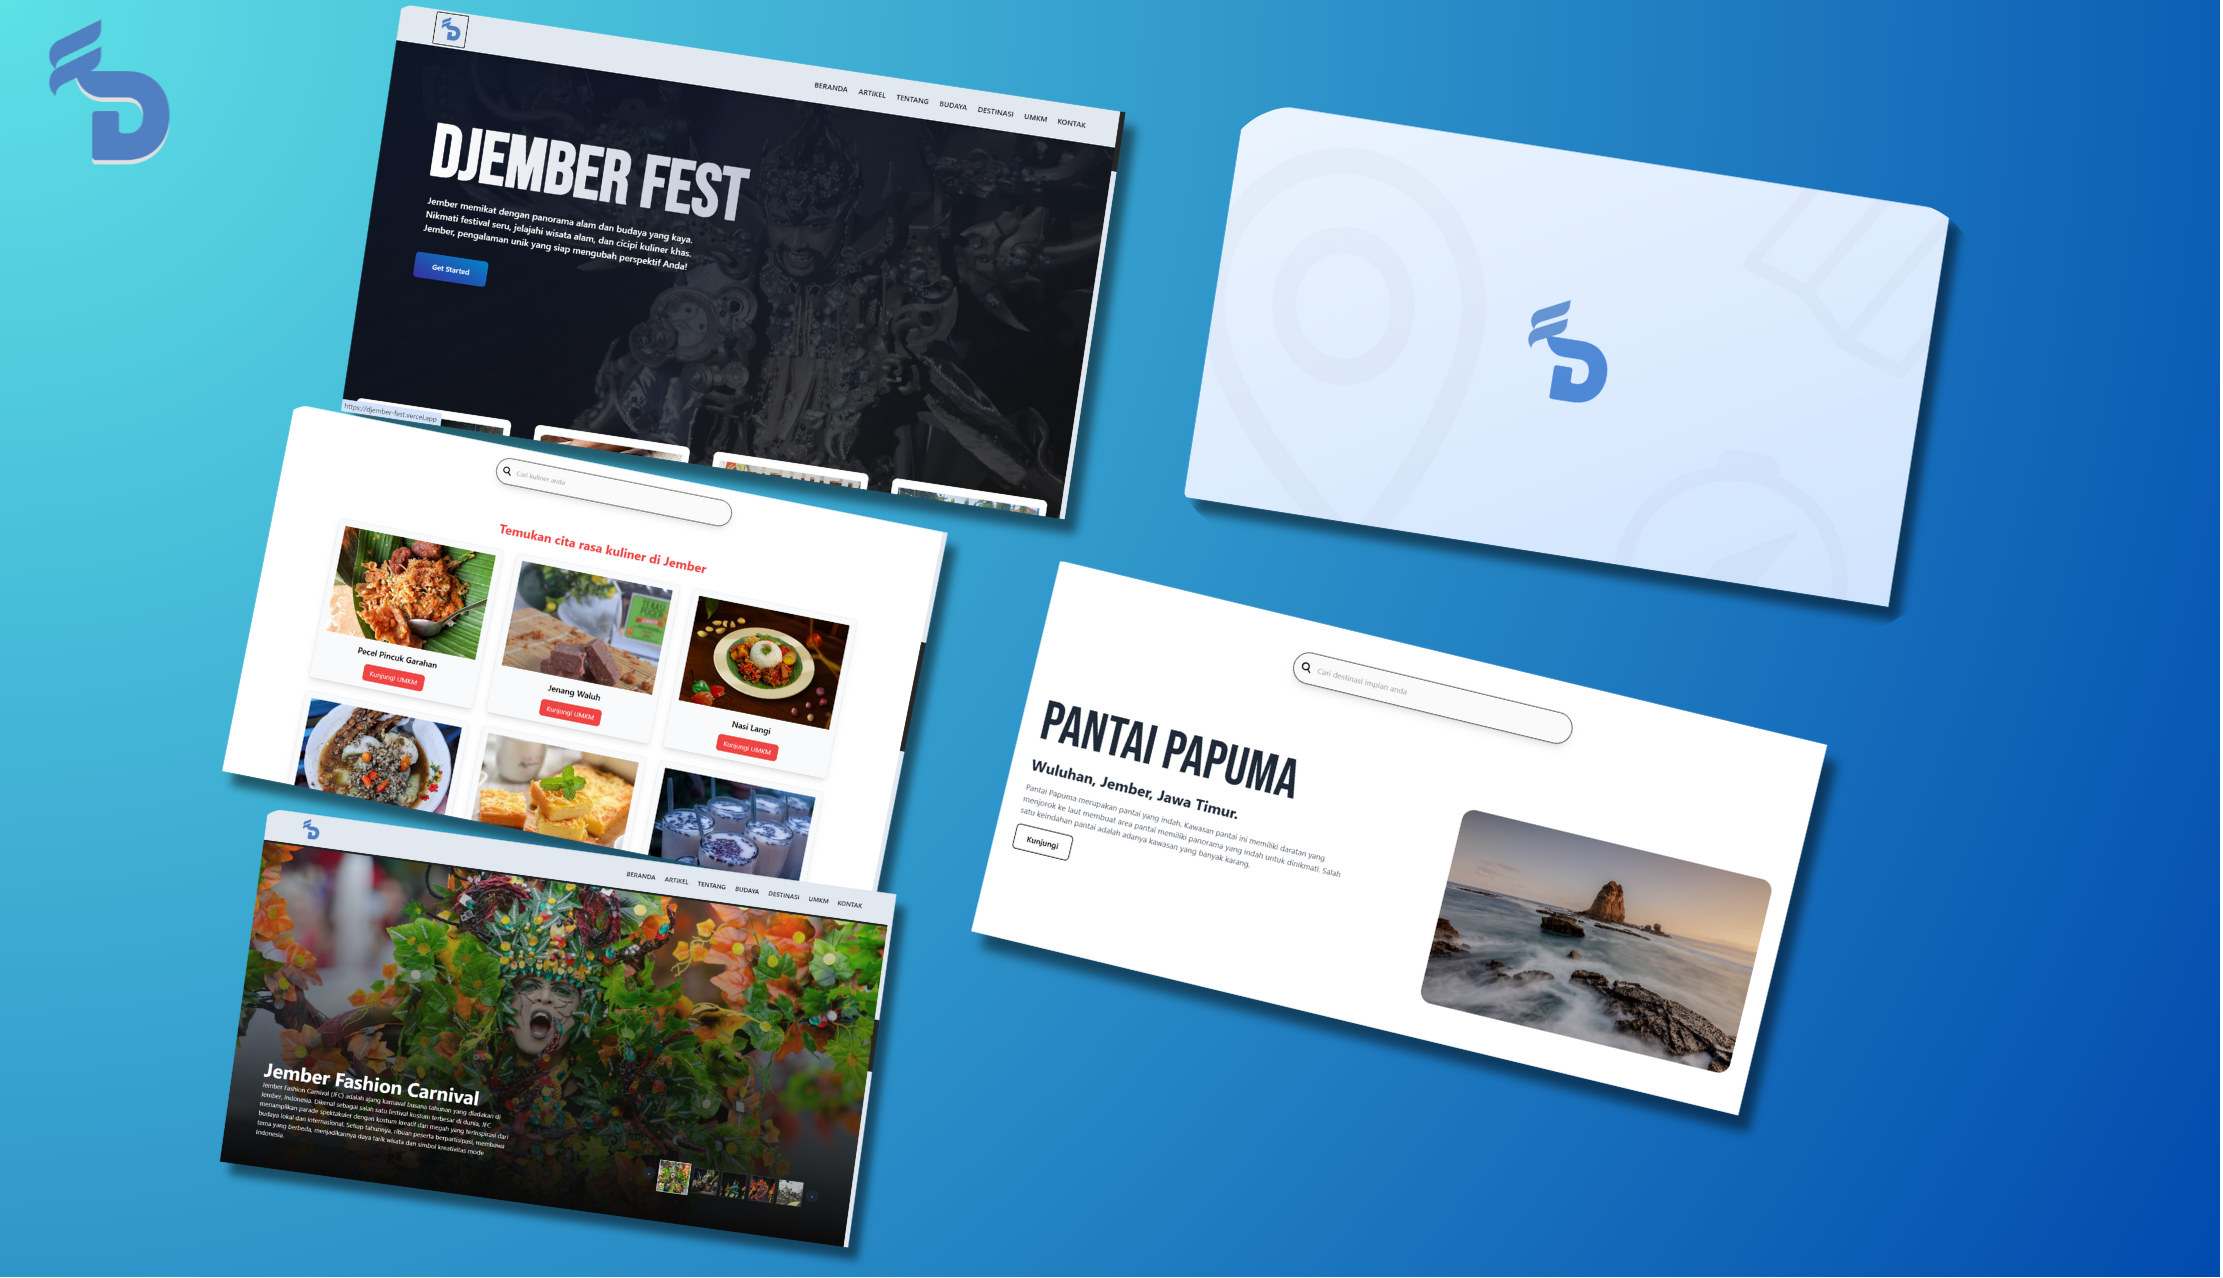 BERANDA ARTIKEL TENTANG BUDAYA DESTINASI UMKM KONTAK
DJEMBER FEST
Jember memikat dengan panorama alam dan budaya yang kaya.
Nikmati festival seru, jelajahi wisata alam, dan cicipi kuliner khas.
Jember, pengalaman unik yang siap mengubah perspektif Anda!
Get Started
https://djember-fest.vercel.app
Cari kuliner anda
Temukan cita rasa kuliner di Jember
Pecel Pincuk Garahan
Kunjungi UMKM
Jenang Waluh
Kunjungi UMKM
Nasi Langi
Kunjungi UMKM
BERANDA ARTIKEL TENTANG BUDAYA DESTINASI UMKM KONTAK
Jember Fashion Carnival
Jember Fashion Carnival (JFC) adalah ajang karnaval busana tahunan yang diadakan di
Jember, Indonesia. Dikenal sebagai salah satu festival kostum terbesar di dunia, JFC
menampilkan parade spektakuler dengan kostum kreatif dan megah yang terinspirasi dari
budaya lokal dan internasional. Setiap tahunnya, ribuan peserta berpartisipasi, membawa
tema yang berbeda, menjadikannya daya tarik wisata dan simbol kreativitas mode
Indonesia.
Cari destinasi impian anda
PANTAI PAPUMA
Wuluhan, Jember, Jawa Timur.
Pantai Papuma merupakan pantai yang indah. Kawasan pantai ini memiliki daratan yang
menjorok ke laut membuat area pantai memiliki panorama yang indah untuk dinikmati. Salah
satu keindahan pantai adalah adanya kawasan yang banyak karang.
Kunjungi